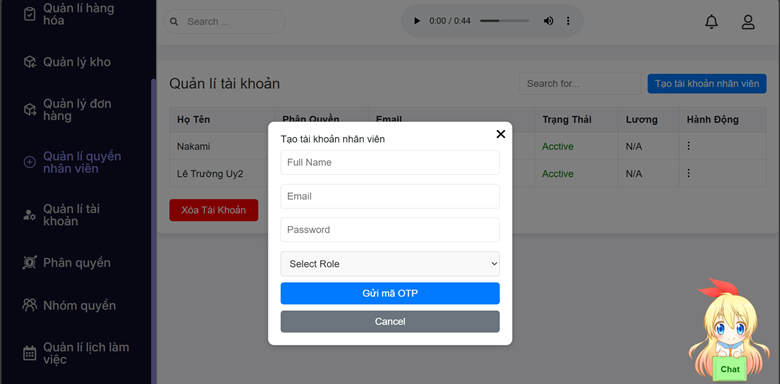 Quản lí hàng
hóa
Quản lý kho
Quản lý đơn
hàng
Quản lí quyền
nhân viên
Quản lí tài
khoản
Phân quyền
Nhóm quyền
Quản lí lịch làm
việc
Search ...
0:00 / 0:44
Quản lí tài khoản
Search for...
Tạo tài khoản nhân viên
Họ Tên Phân Quyền Email Trạng Thái Lương Hành Động
Nakami Acctive N/A
Lê Trường Uy2 Acctive N/A
Xóa Tài Khoản
Tạo tài khoản nhân viên
Full Name
Email
Password
Select Role
Gửi mã OTP
Cancel
Chat